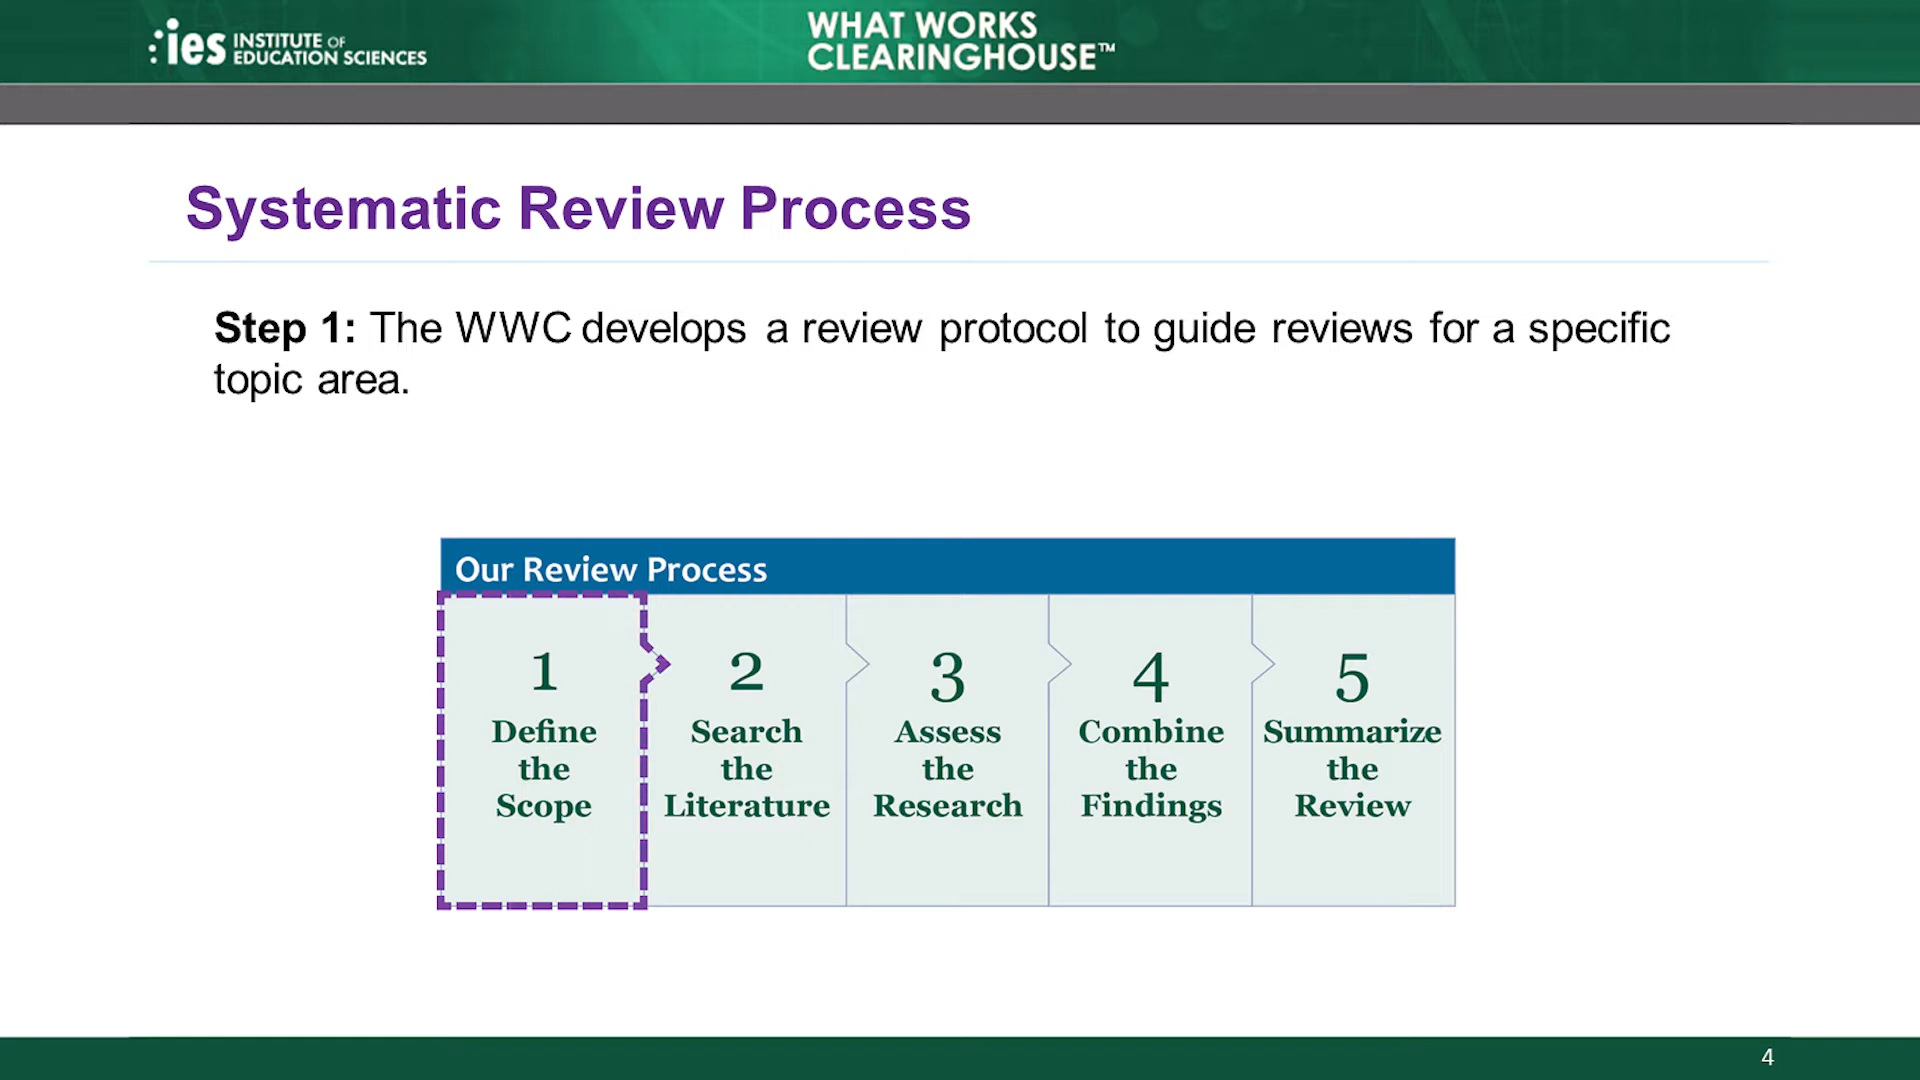 ies INSTITUTE OF
EDUCATION SCIENCES
WHAT WORKS
CLEARINGHOUSE™
Systematic Review Process
Step 1: The WWC develops a review protocol to guide reviews for a specific
topic area.
Our Review Process
1
Define
the
Scope
2
Search
the
Literature
3
Assess
the
Research
4
Combine
the
Findings
5
Summarize
the
Review
4